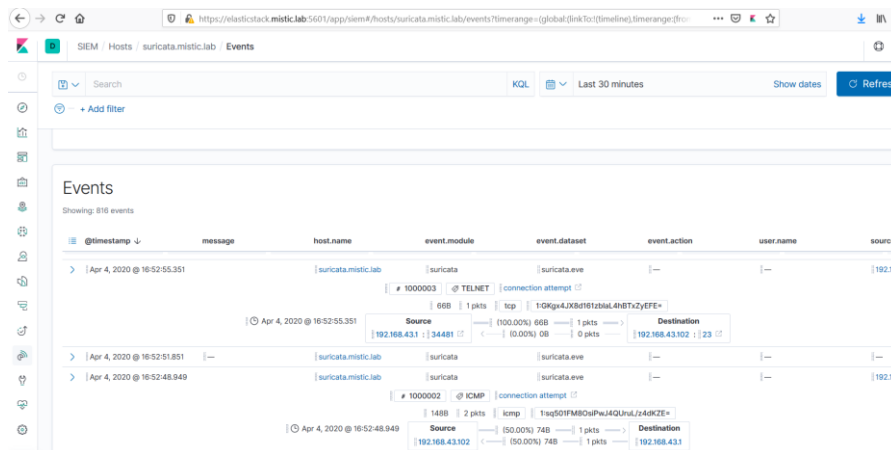 https://elasticstack.mistic.lab:5601/app/siem#/hosts/suricata.mistic.lab/events?timerange=(global:(linkTo:!(timeline),timerange:(fro
D SIEM / Hosts / suricata.mistic.lab / Events
Search KQL Last 30 minutes Show dates Refres
+ Add filter
Events
Showing: 816 events
@timestamp ↓ message host.name event.module event.dataset event.action user.name sourc
> Apr 4, 2020 @ 16:52:55.351 suricata.mistic.lab suricata suricata.eve — — 192.1
# 1000003 TELNET connection attempt
66B 1 pkts tcp 1:GKgx4JX8d161zblaL4hBTxZyEFE=
Apr 4, 2020 @ 16:52:55.351 Source (100.00%) 66B 1 pkts Destination
192.168.43.1 : 34481 (0.00%) 0B 0 pkts 192.168.43.102 : 23
> Apr 4, 2020 @ 16:52:51.851 — suricata.mistic.lab suricata suricata.eve — — —
> Apr 4, 2020 @ 16:52:48.949 suricata.mistic.lab suricata suricata.eve — — 192.1
# 1000002 ICMP connection attempt
148B 2 pkts icmp 1:sq501FM8OsiPwJ4QUruL/z4dKZE=
Apr 4, 2020 @ 16:52:48.949 Source (50.00%) 74B 1 pkts Destination
192.168.43.102 (50.00%) 74B 1 pkts 192.168.43.1